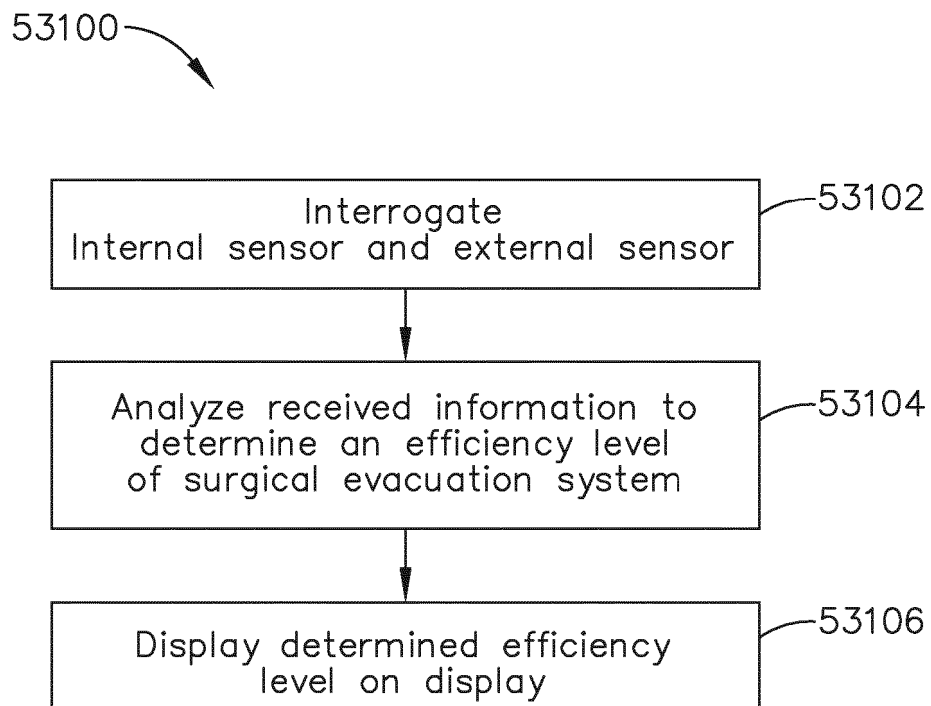 53100
Interrogate
Internal sensor and external sensor
53102
Analyze received information to
determine an efficiency level
of surgical evacuation system
53104
Display determined efficiency
level on display
53106